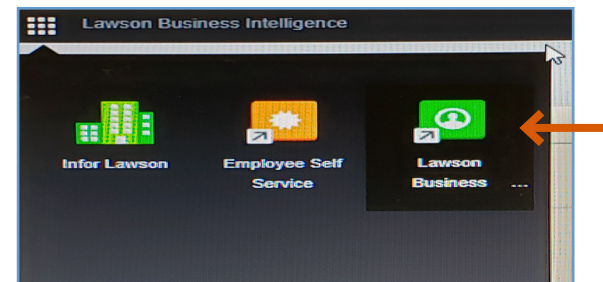 Lawson Business Intelligence
Infor Lawson
Employee Self
Service
Lawson
Business ...